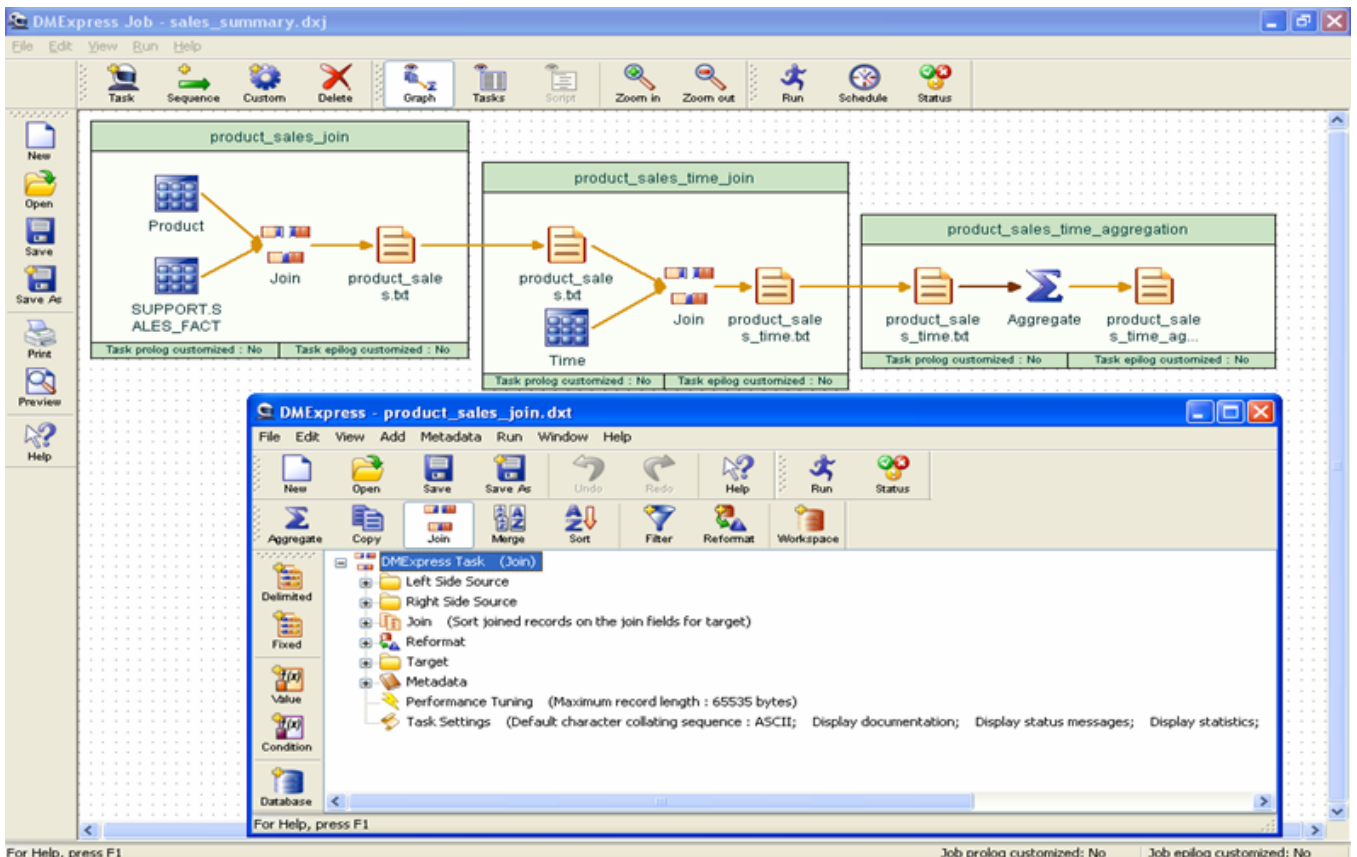 DMExpress Job - sales_summary.dxj
File Edit View Run Help
Task Sequence Custom Delete Graph Tasks Script Zoom in Zoom out Run Schedule Status
New
Open
Save
Save As
Print
Preview
Help
product_sales_join
Product
SUPPORT.S
ALES_FACT
Join
product_sale
s.txt
Task prolog customized : No Task epilog customized : No
product_sales_time_join
product_sale
s.txt
Time
Join
product_sale
s_time.txt
Task prolog customized : No Task epilog customized : No
product_sales_time_aggregation
product_sale
s_time.txt
Aggregate
product_sale
s_time_ag...
Task prolog customized : No Task epilog customized : No
DMExpress - product_sales_join.dxt
File Edit View Add Metadata Run Window Help
New Open Save Save As Undo Redo Help Run Status
Aggregate Copy Join Merge Sort Filter Reformat Workspace
Delimited
Fixed
Value
Condition
Database
DMExpress Task (Join)
Left Side Source
Right Side Source
Join (Sort joined records on the join fields for target)
Reformat
Target
Metadata
Performance Tuning (Maximum record length : 65535 bytes)
Task Settings (Default character collating sequence : ASCII; Display documentation; Display status messages; Display statistics;
For Help, press F1
For Help, press F1
Job prolog customized: No Job epilog customized: No